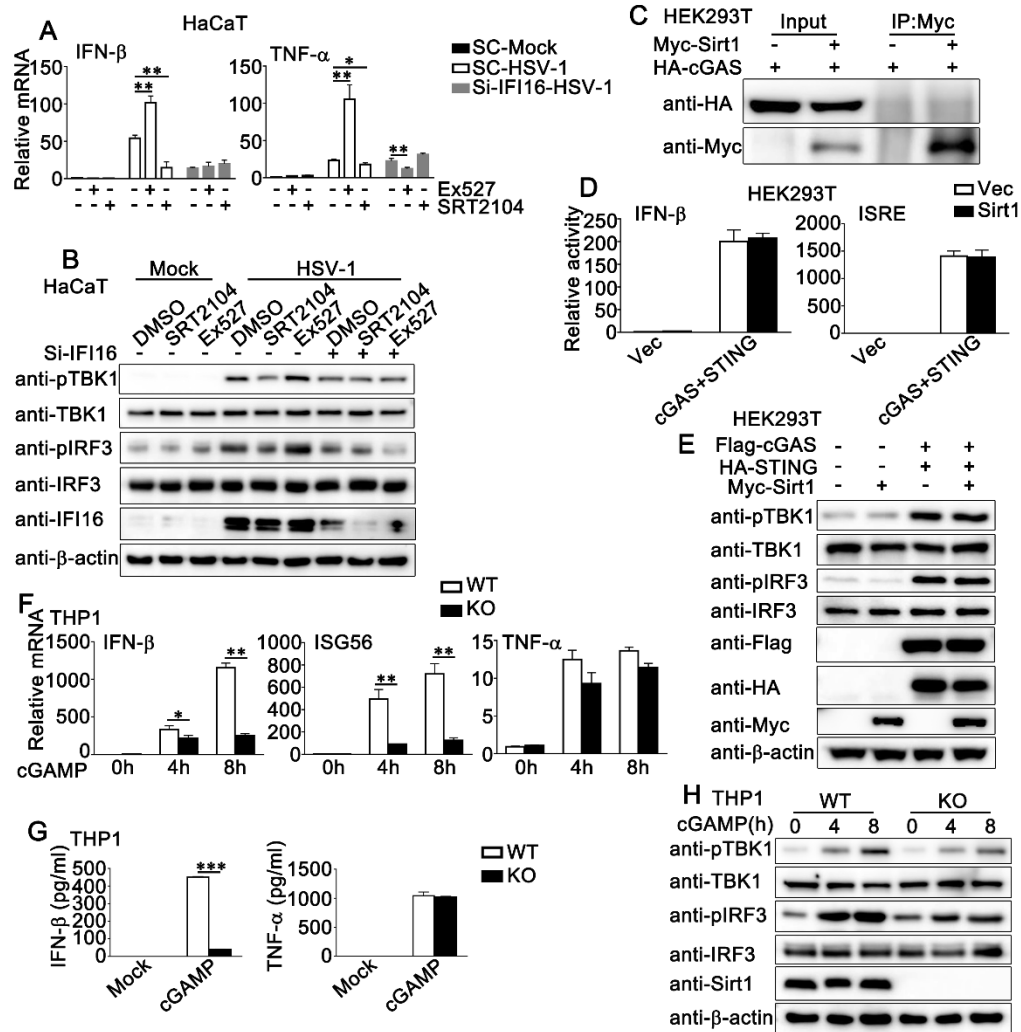 A
HaCaT
IFN-β
TNF-α
SC-Mock
SC-HSV-1
Si-IFI16-HSV-1
Relative mRNA
150
100
50
0
150
100
50
0
**
**
*
**
**
- + - - + - - + -
- + - - + - - + -
Ex527
- - + - - + - - +
- - + - - + - - +
SRT2104
B
HaCaT
Mock
HSV-1
DMSO
SRT2104
Ex527
DMSO
SRT2104
Ex527
DMSO
SRT2104
Ex527
Si-IFI16
- - - - - - + + +
anti-pTBK1
anti-TBK1
anti-pIRF3
anti-IRF3
anti-IFI16
anti-β-actin
C
HEK293T
Input
IP:Myc
Myc-Sirt1
- + - +
HA-cGAS
+ + + +
anti-HA
anti-Myc
D
IFN-β
HEK293T
ISRE
Vec
Sirt1
Relative activity
250
200
150
100
50
0
2000
1500
1000
500
0
Vec
cGAS+STING
Vec
cGAS+STING
E
HEK293T
Flag-cGAS
- - + +
HA-STING
- - + +
Myc-Sirt1
- + - +
anti-pTBK1
anti-TBK1
anti-pIRF3
anti-IRF3
anti-Flag
anti-HA
anti-Myc
anti-β-actin
F
THP1
WT
KO
IFN-β
ISG56
TNF-α
Relative mRNA
1500
1000
500
0
1000
800
600
400
200
0
15
10
5
0
*
**
**
**
cGAMP
0h 4h 8h
0h 4h 8h
0h 4h 8h
G
THP1
WT
KO
IFN-β (pg/ml)
450
400
300
200
100
0
***
Mock
cGAMP
TNF-α (pg/ml)
1500
1000
500
0
Mock
cGAMP
H
THP1
WT
KO
cGAMP(h)
0 4 8 0 4 8
anti-pTBK1
anti-TBK1
anti-pIRF3
anti-IRF3
anti-Sirt1
anti-β-actin